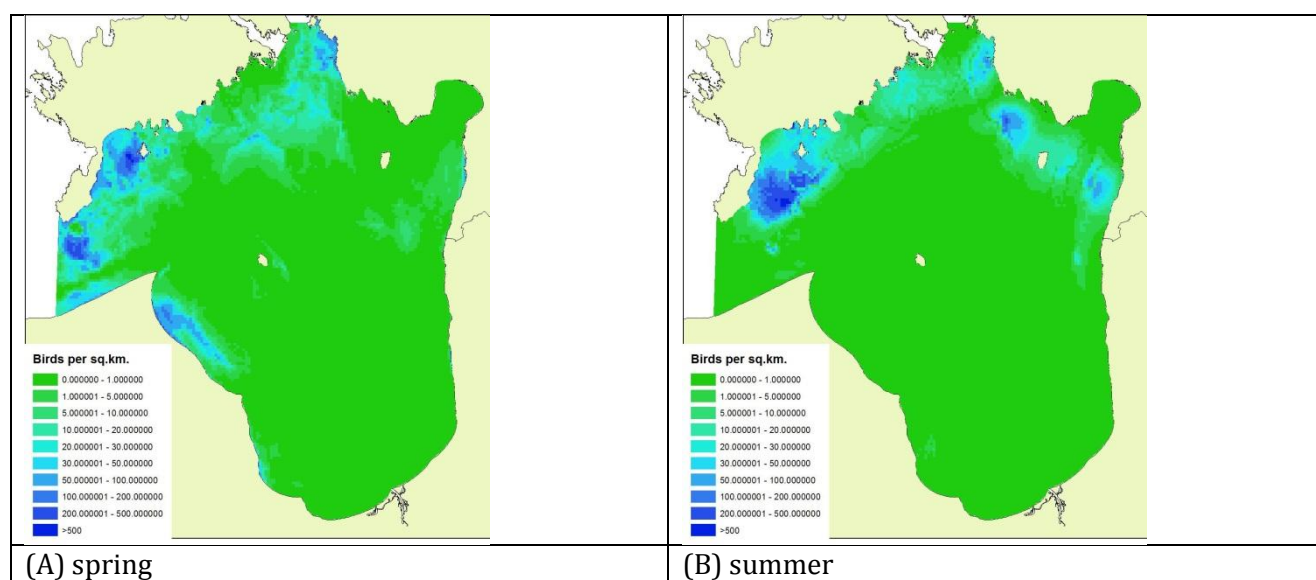 Birds per sq.km.
0.000000 - 1.000000
1.000001 - 5.000000
5.000001 - 10.000000
10.000001 - 20.000000
20.000001 - 30.000000
30.000001 - 50.000000
50.000001 - 100.000000
100.000001 - 200.000000
200.000001 - 500.000000
>500
(A) spring
Birds per sq.km.
0.000000 - 1.000000
1.000001 - 5.000000
5.000001 - 10.000000
10.000001 - 20.000000
20.000001 - 30.000000
30.000001 - 50.000000
50.000001 - 100.000000
100.000001 - 200.000000
200.000001 - 500.000000
>500
(B) summer